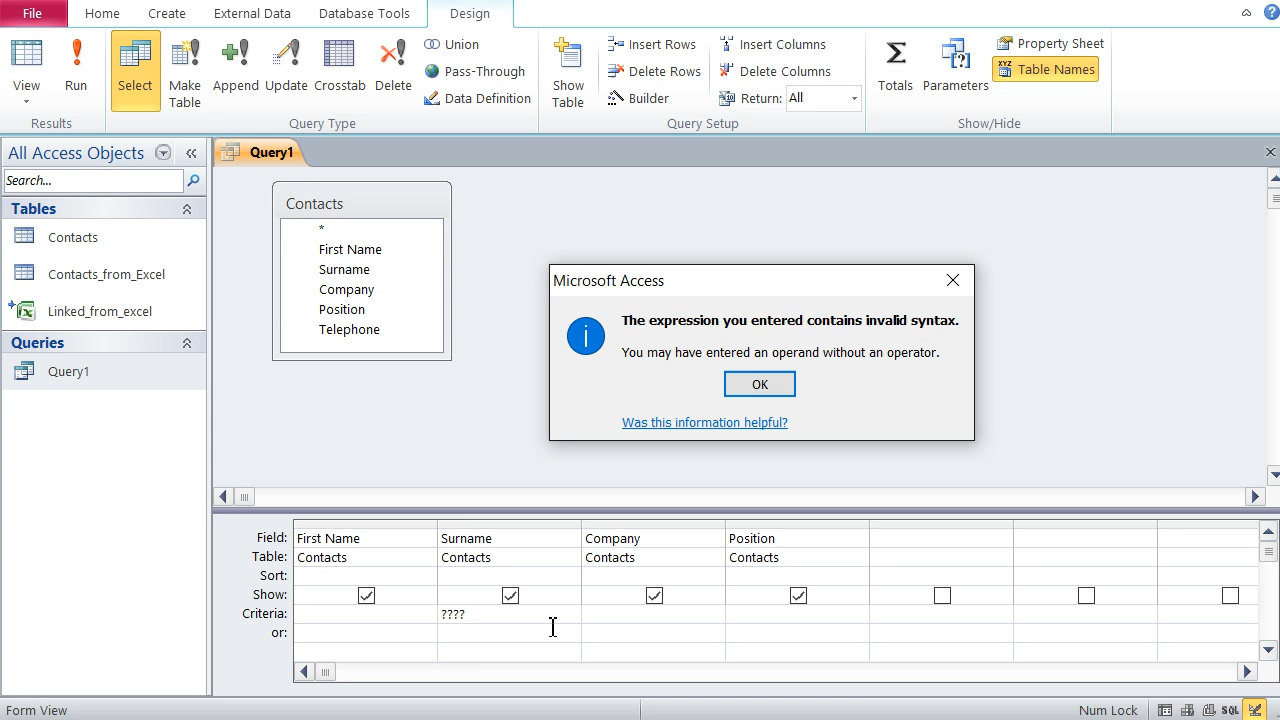 File Home Create External Data Database Tools Design
View Run Select Make Table Append Update Crosstab Delete
Union
Pass-Through
Data Definition
Show Table
Insert Rows
Delete Rows
Builder
Insert Columns
Delete Columns
Return: All
Totals Parameters
Property Sheet
XYZ Table Names
Results Query Type Query Setup Show/Hide
All Access Objects
Search...
Tables
Contacts
Contacts_from_Excel
Linked_from_excel
Queries
Query1
Query1
Contacts
*
First Name
Surname
Company
Position
Telephone
Microsoft Access
The expression you entered contains invalid syntax.
You may have entered an operand without an operator.
OK
Was this information helpful?
Field: First Name Surname Company Position
Table: Contacts Contacts Contacts Contacts
Sort:
Show:
Criteria: ????
or:
Form View Num Lock SQL